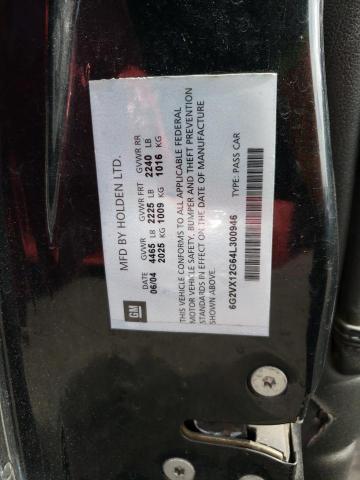 GM
MFD BY HOLDEN LTD.
06/04 GVWR GVWR FRT GVWR RR
4465 LB 2225 LB 2240 LB
2025 KG 1009 KG 1016 KG
THIS VEHICLE CONFORMS TO ALL APPLICABLE FEDERAL
MOTOR VEHICLE SAFETY, BUMPER AND THEFT PREVENTION
STANDARDS IN EFFECT ON THE DATE OF MANUFACTURE
SHOWN ABOVE.
6G2VX12G64L300946 TYPE: PASS CAR